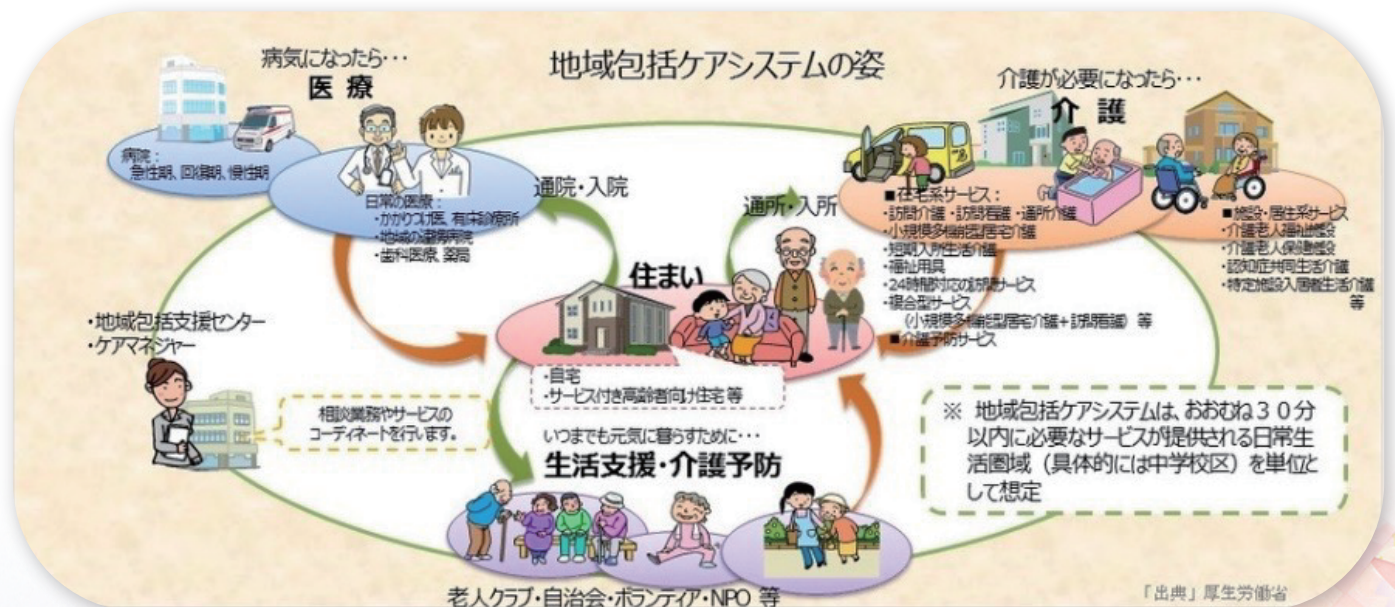 地域包括ケアシステムの姿
病気になったら･･･
医療
病院：
急性期、回復期、慢性期
日常の医療：
・かかりつけ医、有床診療所
・地域の連携病院
・歯科医療、薬局
通院・入院
通所・入所
介護が必要になったら･･･
介護
■在宅系サービス：
・訪問介護・訪問看護・通所介護
・小規模多機能型居宅介護
・短期入所生活介護
・福祉用具
・24時間対応の訪問サービス
・複合型サービス
（小規模多機能型居宅介護＋訪問看護）等
■介護予防サービス
■施設・居住系サービス
・介護老人福祉施設
・介護老人保健施設
・認知症共同生活介護
・特定施設入居者生活介護
等
住まい
・自宅
・サービス付き高齢者向け住宅 等
・地域包括支援センター
・ケアマネジャー
相談業務やサービスの
コーディネートを行います。
いつまでも元気に暮らすために･･･
生活支援・介護予防
老人クラブ・自治会・ボランティア・NPO 等
※ 地域包括ケアシステムは、おおむね３０分
以内に必要なサービスが提供される日常生
活圏域（具体的には中学校区）を単位と
して想定
「出典」厚生労働省